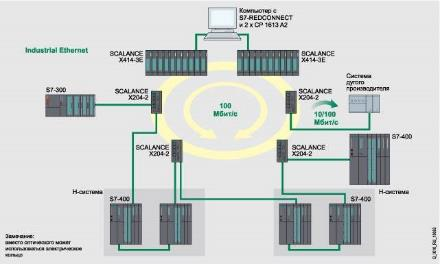 Компьютер с
S7-REDCONNECT
и 2 x CP 1613 A2
Industrial Ethernet
SCALANCE
X414-3E
SCALANCE
X414-3E
S7-300
SCALANCE
X204-2
100
Мбит/с
SCALANCE
X204-2
10/100
Мбит/с
Система
дугого
производителя
SCALANCE
X204-2
SCALANCE
X204-2
S7-400
H-система
S7-400
H-система
S7-400
Замечание:
вместо оптического может
использоваться электрическое
кольцо